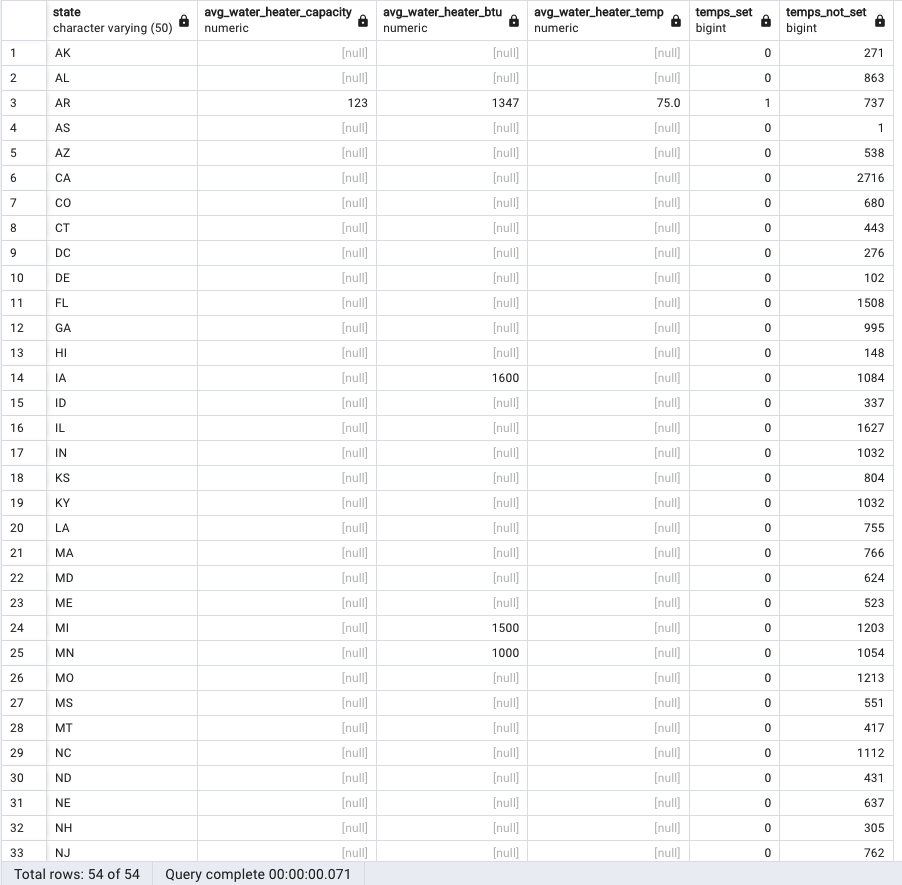 state avg_water_heater_capacity avg_water_heater_btu avg_water_heater_temp temps_set temps_not_set
character varying (50) numeric numeric numeric bigint bigint
1 AK [null] [null] [null] 0 271
2 AL [null] [null] [null] 0 863
3 AR 123 1347 75.0 1 737
4 AS [null] [null] [null] 0 1
5 AZ [null] [null] [null] 0 538
6 CA [null] [null] [null] 0 2716
7 CO [null] [null] [null] 0 680
8 CT [null] [null] [null] 0 443
9 DC [null] [null] [null] 0 276
10 DE [null] [null] [null] 0 102
11 FL [null] [null] [null] 0 1508
12 GA [null] [null] [null] 0 995
13 HI [null] [null] [null] 0 148
14 IA [null] 1600 [null] 0 1084
15 ID [null] [null] [null] 0 337
16 IL [null] [null] [null] 0 1627
17 IN [null] [null] [null] 0 1032
18 KS [null] [null] [null] 0 804
19 KY [null] [null] [null] 0 1032
20 LA [null] [null] [null] 0 755
21 MA [null] [null] [null] 0 766
22 MD [null] [null] [null] 0 624
23 ME [null] [null] [null] 0 523
24 MI [null] 1500 [null] 0 1203
25 MN [null] 1000 [null] 0 1054
26 MO [null] [null] [null] 0 1213
27 MS [null] [null] [null] 0 551
28 MT [null] [null] [null] 0 417
29 NC [null] [null] [null] 0 1112
30 ND [null] [null] [null] 0 431
31 NE [null] [null] [null] 0 637
32 NH [null] [null] [null] 0 305
33 NJ [null] [null] [null] 0 762
Total rows: 54 of 54 Query complete 00:00:00.071